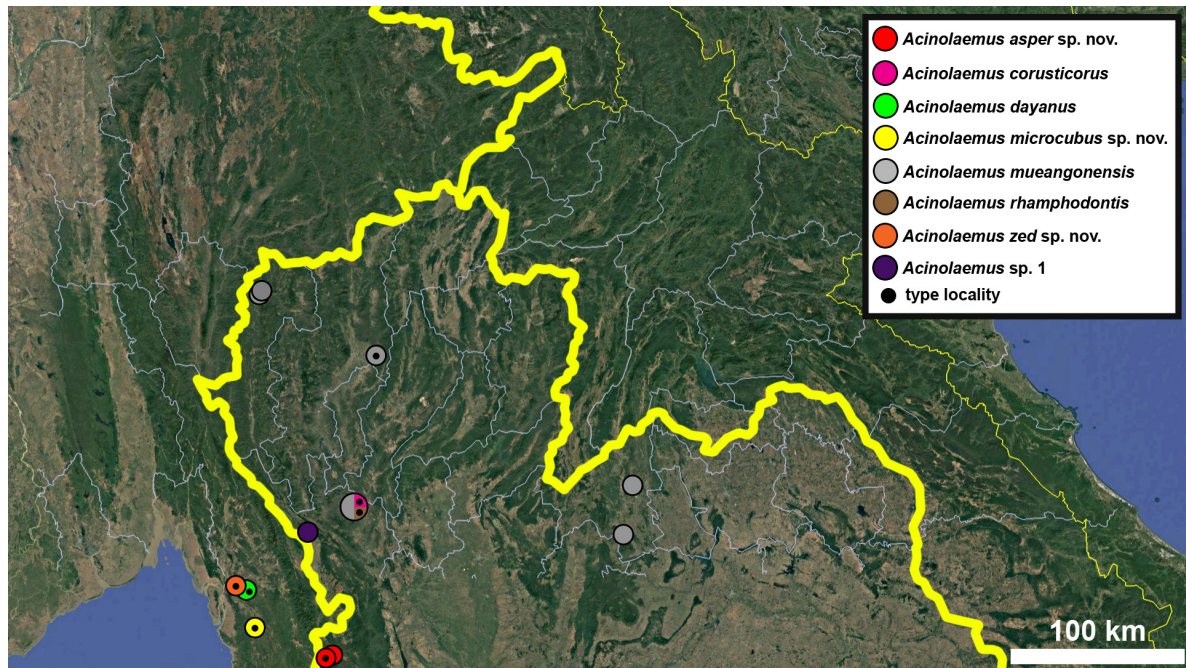 Acinolaemus asper sp. nov.
Acinolaemus corusticorus
Acinolaemus dayanus
Acinolaemus microcubus sp. nov.
Acinolaemus mueangonensis
Acinolaemus rhamphodontis
Acinolaemus zed sp. nov.
Acinolaemus sp. 1
type locality
100 km